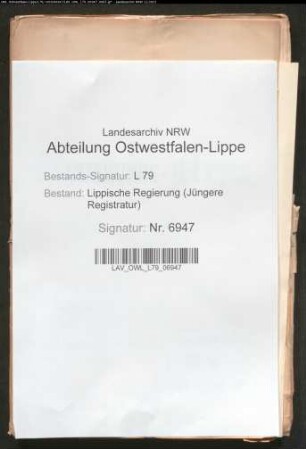 Landesarchiv NRW
Abteilung Ostwestfalen-Lippe
Bestands-Signatur: L 79
Bestand: Lippische Regierung (Jüngere
Registratur)
Signatur: Nr. 6947
LAV_OWL_L79_06947